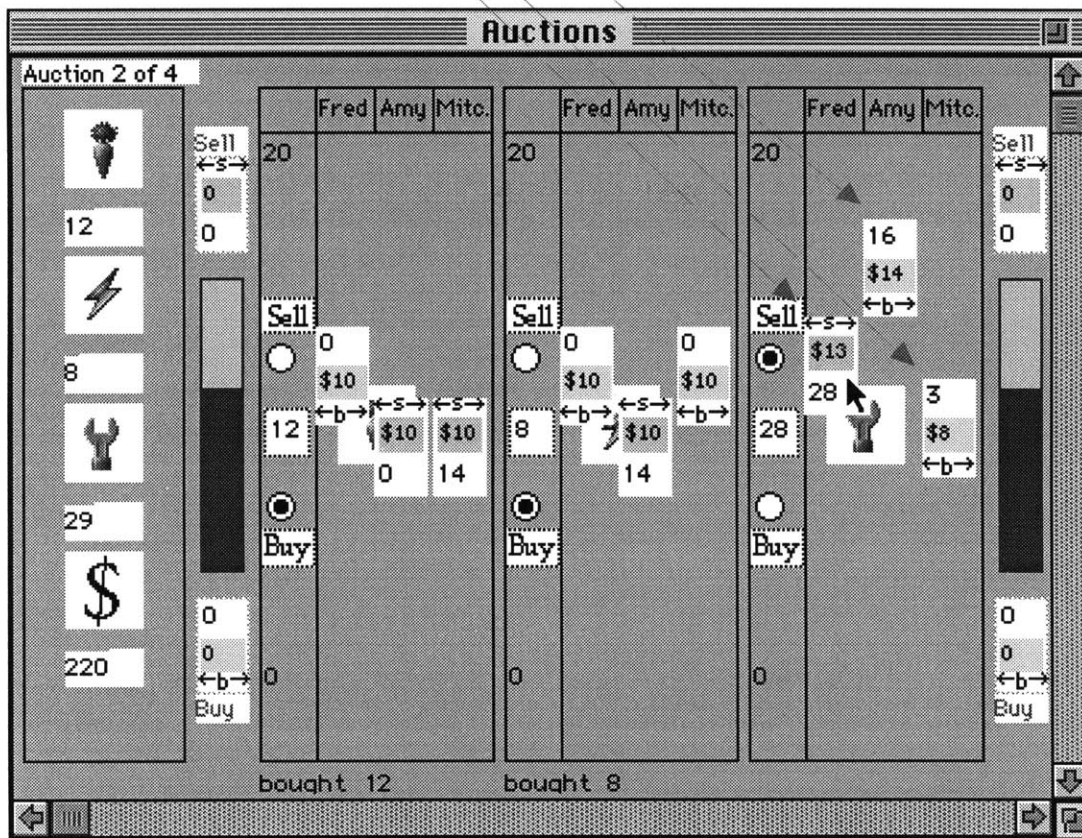 Auctions
Auction 2 of 4
12
8
29
$
220
Sell
←s→
0
0
0
0
←b→
Buy
Fred Amy Mitc.
20
Sell
0
$10
←b→
←s→
$10
0
←s→
$10
14
12
Buy
0
bought 12
Fred Amy Mitc.
20
Sell
0
$10
←b→
←s→
$10
14
0
$10
←b→
8
Buy
0
bought 8
Fred Amy Mitc.
20
16
$14
←b→
Sell
←s→
$13
28
3
$8
←b→
28
Buy
0
Sell
←s→
0
0
0
0
←b→
Buy